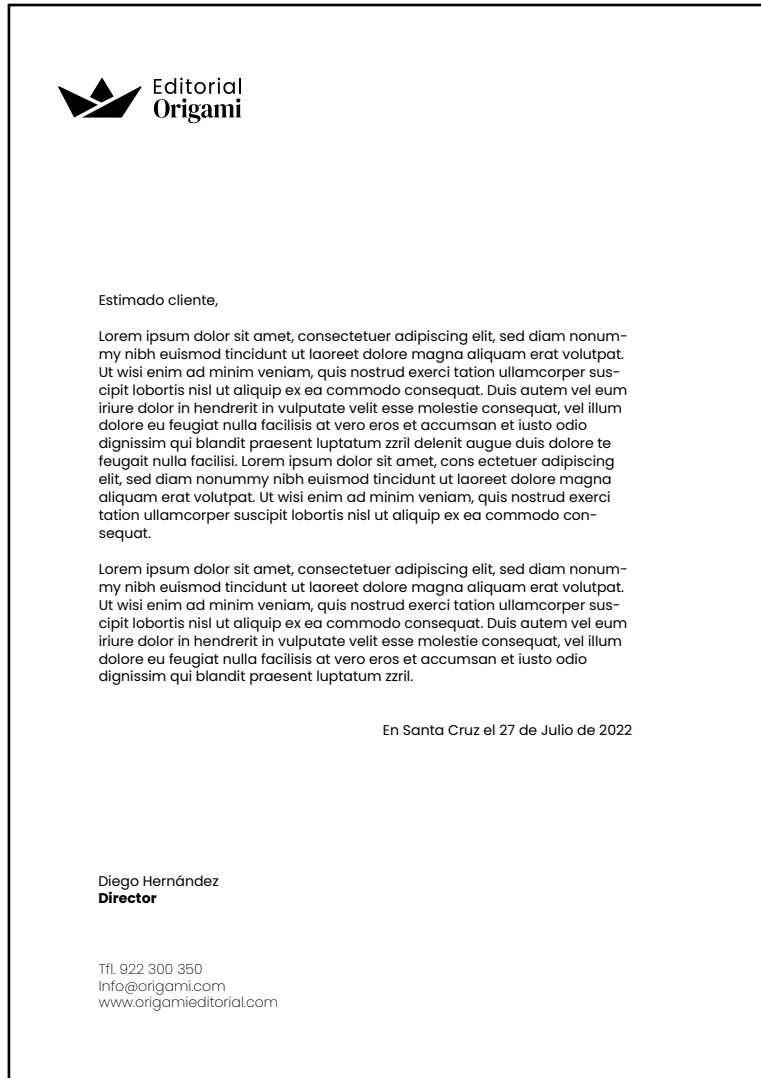 Editorial
Origami
Estimado cliente,
Lorem ipsum dolor sit amet, consectetuer adipiscing elit, sed diam nonum-
my nibh euismod tincidunt ut laoreet dolore magna aliquam erat volutpat.
Ut wisi enim ad minim veniam, quis nostrud exerci tation ullamcorper sus-
cipit lobortis nisl ut aliquip ex ea commodo consequat. Duis autem vel eum
iriure dolor in hendrerit in vulputate velit esse molestie consequat, vel illum
dolore eu feugiat nulla facilisis at vero eros et accumsan et iusto odio
dignissim qui blandit praesent luptatum zzril delenit augue duis dolore te
feugait nulla facilisi. Lorem ipsum dolor sit amet, cons ectetuer adipiscing
elit, sed diam nonummy nibh euismod tincidunt ut laoreet dolore magna
aliquam erat volutpat. Ut wisi enim ad minim veniam, quis nostrud exerci
tation ullamcorper suscipit lobortis nisl ut aliquip ex ea commodo con-
sequat.
Lorem ipsum dolor sit amet, consectetuer adipiscing elit, sed diam nonum-
my nibh euismod tincidunt ut laoreet dolore magna aliquam erat volutpat.
Ut wisi enim ad minim veniam, quis nostrud exerci tation ullamcorper sus-
cipit lobortis nisl ut aliquip ex ea commodo consequat. Duis autem vel eum
iriure dolor in hendrerit in vulputate velit esse molestie consequat, vel illum
dolore eu feugiat nulla facilisis at vero eros et accumsan et iusto odio
dignissim qui blandit praesent luptatum zzril.
En Santa Cruz el 27 de Julio de 2022
Diego Hernández
Director
Tfl. 922 300 350
Info@origami.com
www.origamieditorial.com